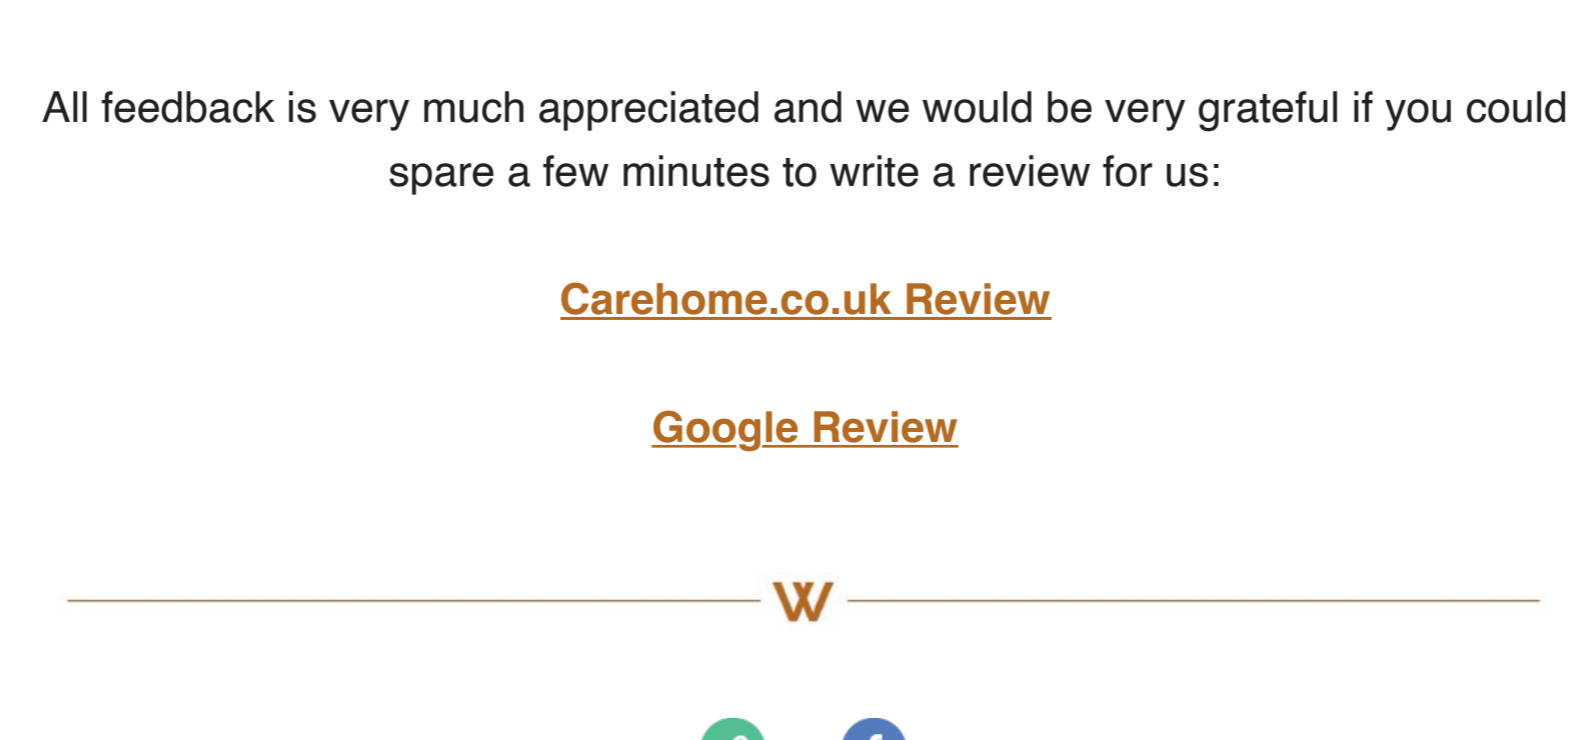 All feedback is very much appreciated and we would be very grateful if you could
spare a few minutes to write a review for us:
Carehome.co.uk Review
Google Review
W